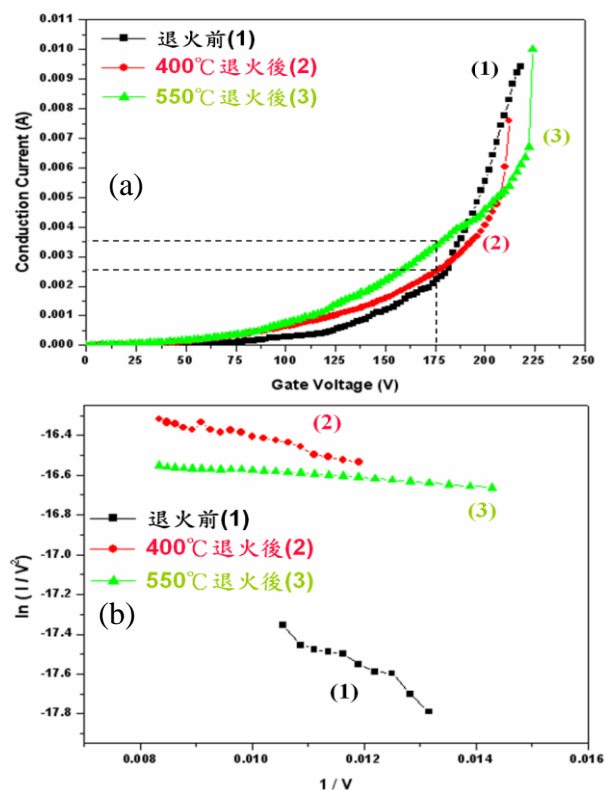 0.011
0.010
0.009
0.008
0.007
0.006
0.005
0.004
0.003
0.002
0.001
0.000
Conduction Current (A)
退火前(1)
400℃退火後(2)
550℃退火後(3)
(a)
(1)
(3)
(2)
0 25 50 75 100 125 150 175 200 225 250
Gate Voltage (V)
-16.4
-16.6
-16.8
-17.0
-17.2
-17.4
-17.6
-17.8
ln ( I / V²)
(2)
(3)
退火前(1)
400℃退火後(2)
550℃退火後(3)
(b)
(1)
0.008 0.010 0.012 0.014 0.016
1 / V